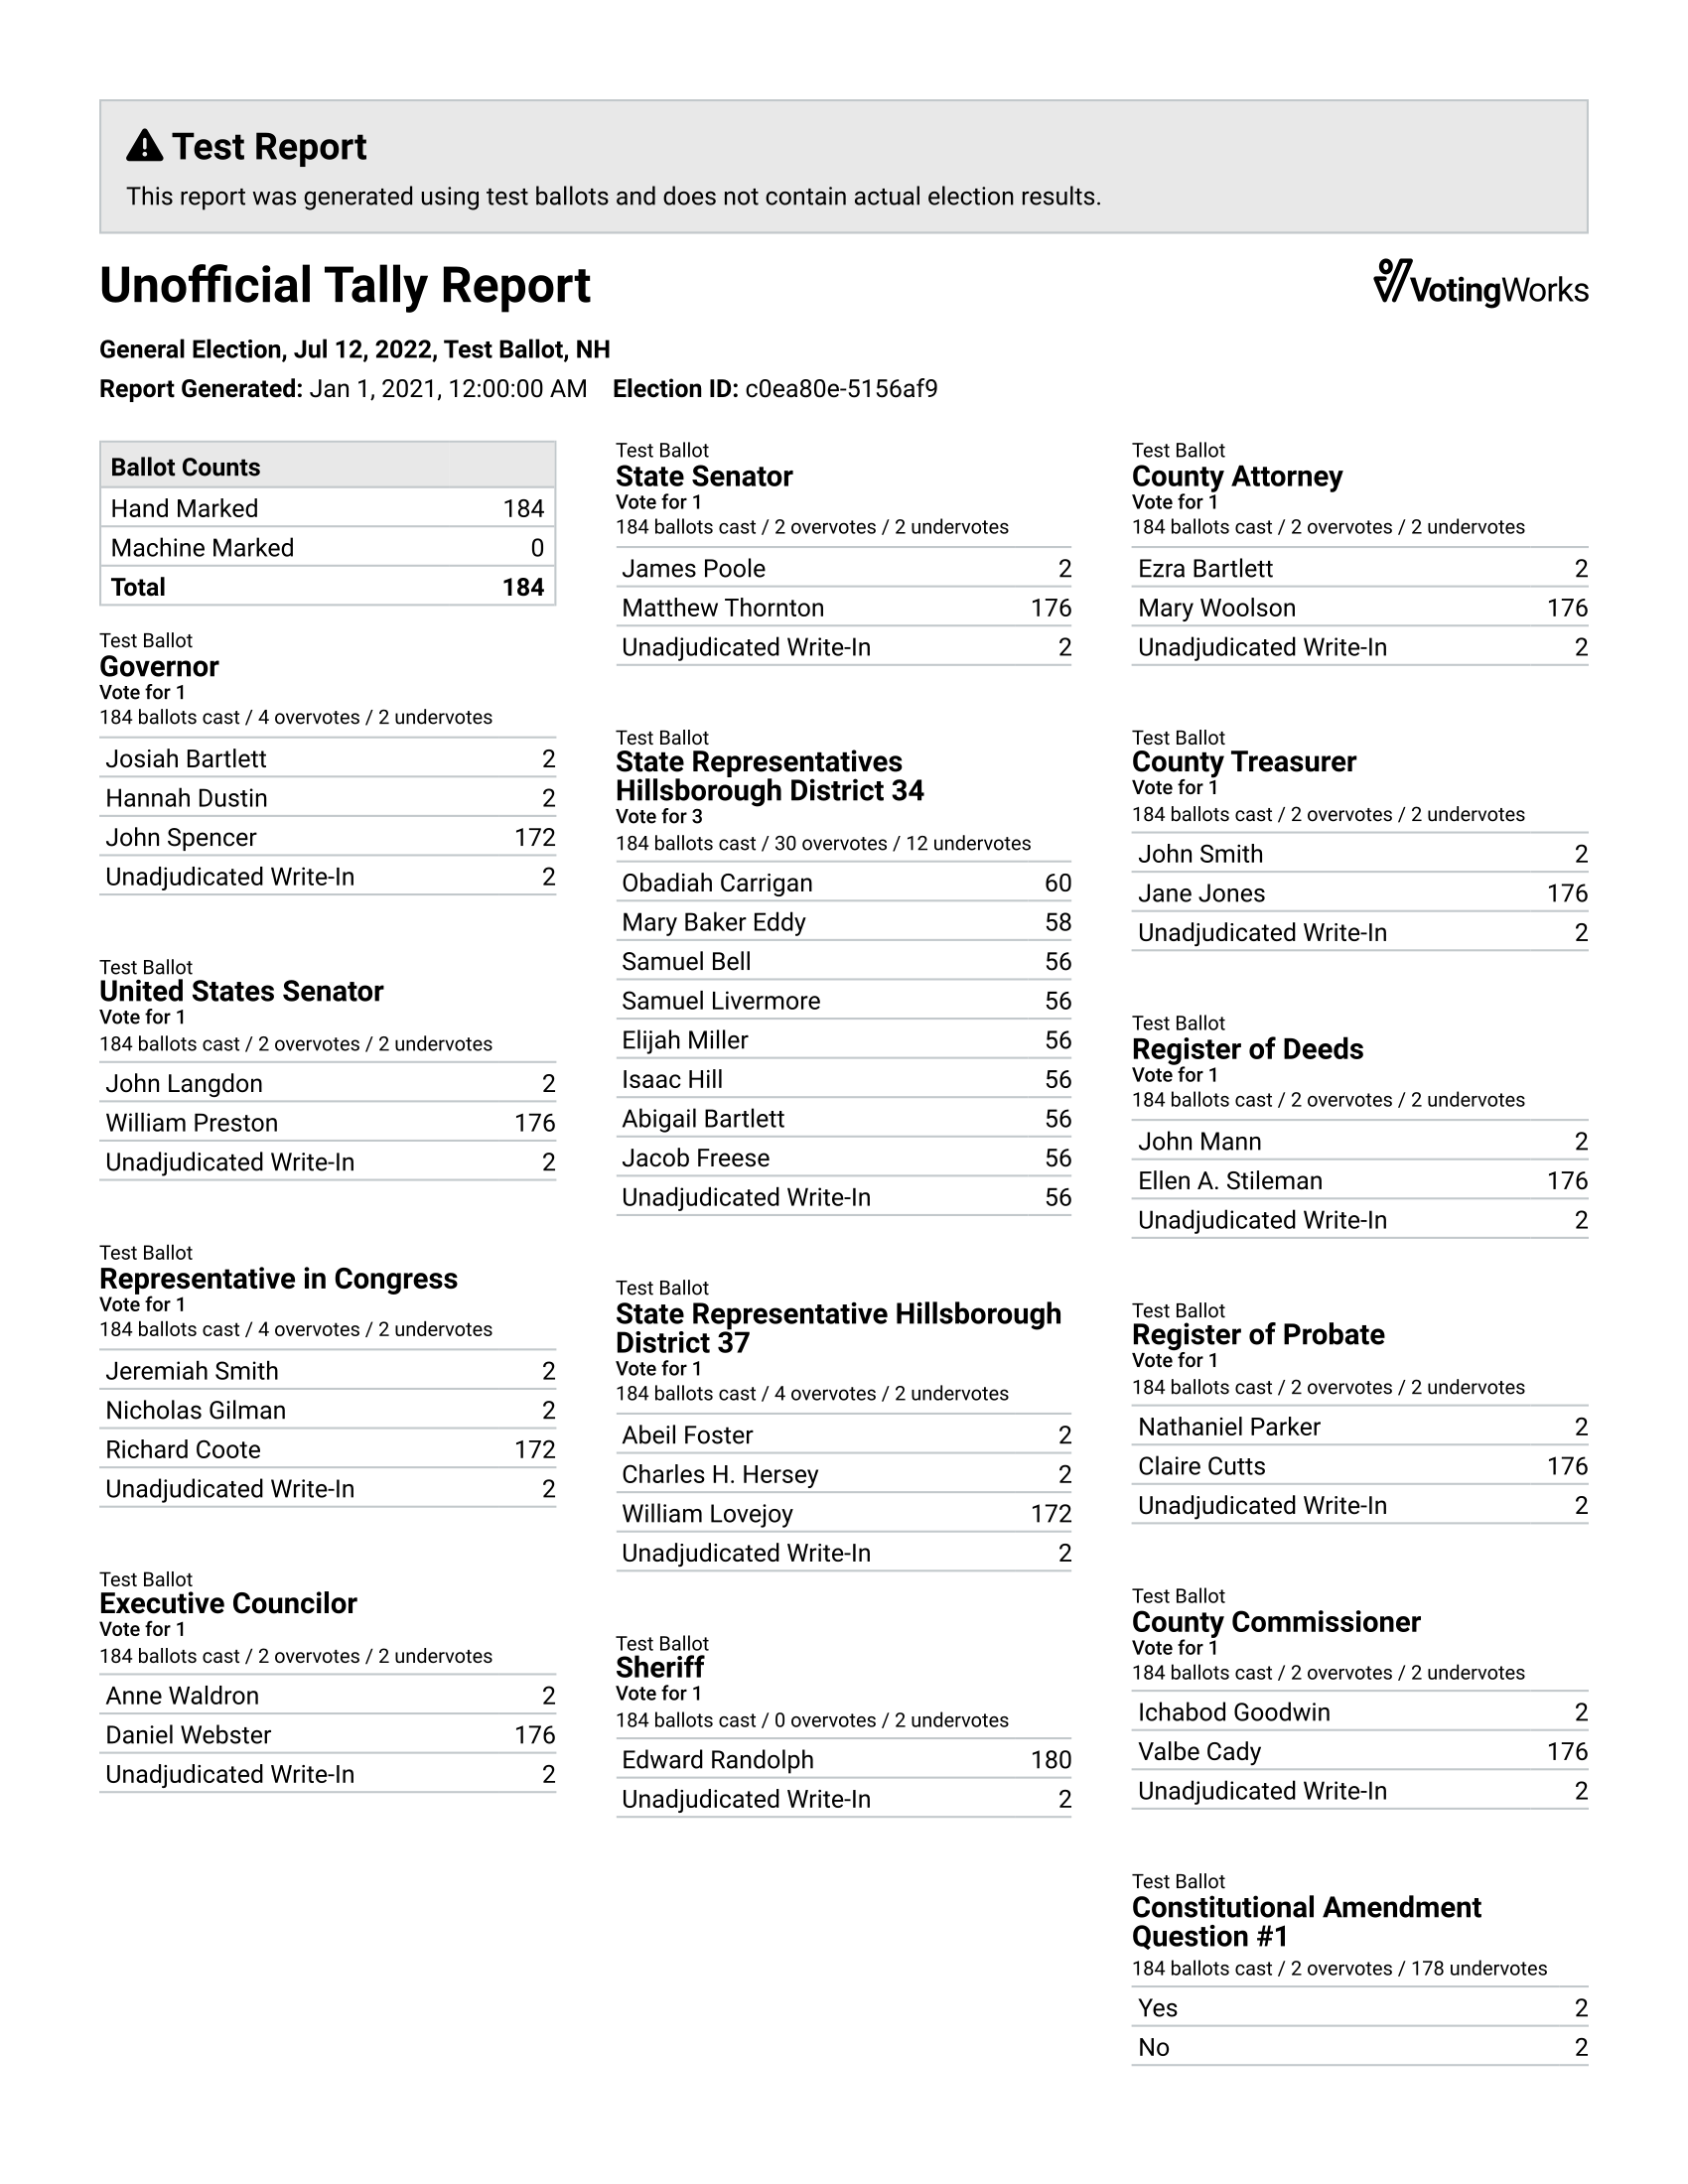 Test Report
This report was generated using test ballots and does not contain actual election results.
Unofficial Tally Report
VotingWorks
General Election, Jul 12, 2022, Test Ballot, NH
Report Generated: Jan 1, 2021, 12:00:00 AM Election ID: c0ea80e-5156af9
Ballot Counts
Hand Marked 184
Machine Marked 0
Total 184
Test Ballot
Governor
Vote for 1
184 ballots cast / 4 overvotes / 2 undervotes
Josiah Bartlett 2
Hannah Dustin 2
John Spencer 172
Unadjudicated Write-In 2
Test Ballot
United States Senator
Vote for 1
184 ballots cast / 2 overvotes / 2 undervotes
John Langdon 2
William Preston 176
Unadjudicated Write-In 2
Test Ballot
Representative in Congress
Vote for 1
184 ballots cast / 4 overvotes / 2 undervotes
Jeremiah Smith 2
Nicholas Gilman 2
Richard Coote 172
Unadjudicated Write-In 2
Test Ballot
Executive Councilor
Vote for 1
184 ballots cast / 2 overvotes / 2 undervotes
Anne Waldron 2
Daniel Webster 176
Unadjudicated Write-In 2
Test Ballot
State Senator
Vote for 1
184 ballots cast / 2 overvotes / 2 undervotes
James Poole 2
Matthew Thornton 176
Unadjudicated Write-In 2
Test Ballot
State Representatives
Hillsborough District 34
Vote for 3
184 ballots cast / 30 overvotes / 12 undervotes
Obadiah Carrigan 60
Mary Baker Eddy 58
Samuel Bell 56
Samuel Livermore 56
Elijah Miller 56
Isaac Hill 56
Abigail Bartlett 56
Jacob Freese 56
Unadjudicated Write-In 56
Test Ballot
State Representative Hillsborough
District 37
Vote for 1
184 ballots cast / 4 overvotes / 2 undervotes
Abeil Foster 2
Charles H. Hersey 2
William Lovejoy 172
Unadjudicated Write-In 2
Test Ballot
Sheriff
Vote for 1
184 ballots cast / 0 overvotes / 2 undervotes
Edward Randolph 180
Unadjudicated Write-In 2
Test Ballot
County Attorney
Vote for 1
184 ballots cast / 2 overvotes / 2 undervotes
Ezra Bartlett 2
Mary Woolson 176
Unadjudicated Write-In 2
Test Ballot
County Treasurer
Vote for 1
184 ballots cast / 2 overvotes / 2 undervotes
John Smith 2
Jane Jones 176
Unadjudicated Write-In 2
Test Ballot
Register of Deeds
Vote for 1
184 ballots cast / 2 overvotes / 2 undervotes
John Mann 2
Ellen A. Stileman 176
Unadjudicated Write-In 2
Test Ballot
Register of Probate
Vote for 1
184 ballots cast / 2 overvotes / 2 undervotes
Nathaniel Parker 2
Claire Cutts 176
Unadjudicated Write-In 2
Test Ballot
County Commissioner
Vote for 1
184 ballots cast / 2 overvotes / 2 undervotes
Ichabod Goodwin 2
Valbe Cady 176
Unadjudicated Write-In 2
Test Ballot
Constitutional Amendment
Question #1
184 ballots cast / 2 overvotes / 178 undervotes
Yes 2
No 2